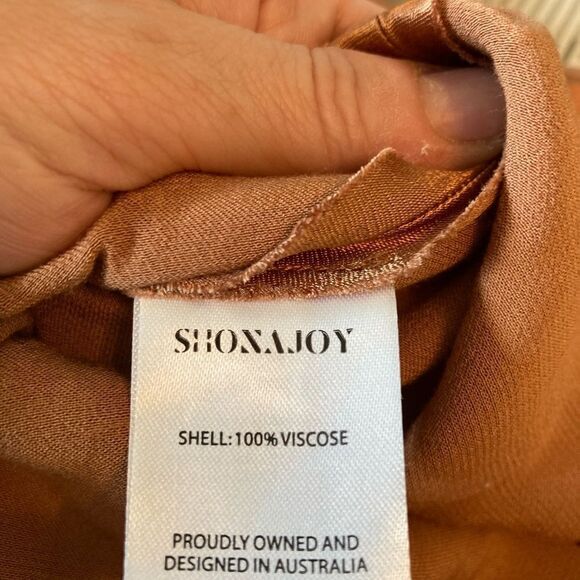 SHONAJOY
SHELL: 100% VISCOSE
PROUDLY OWNED AND
DESIGNED IN AUSTRALIA